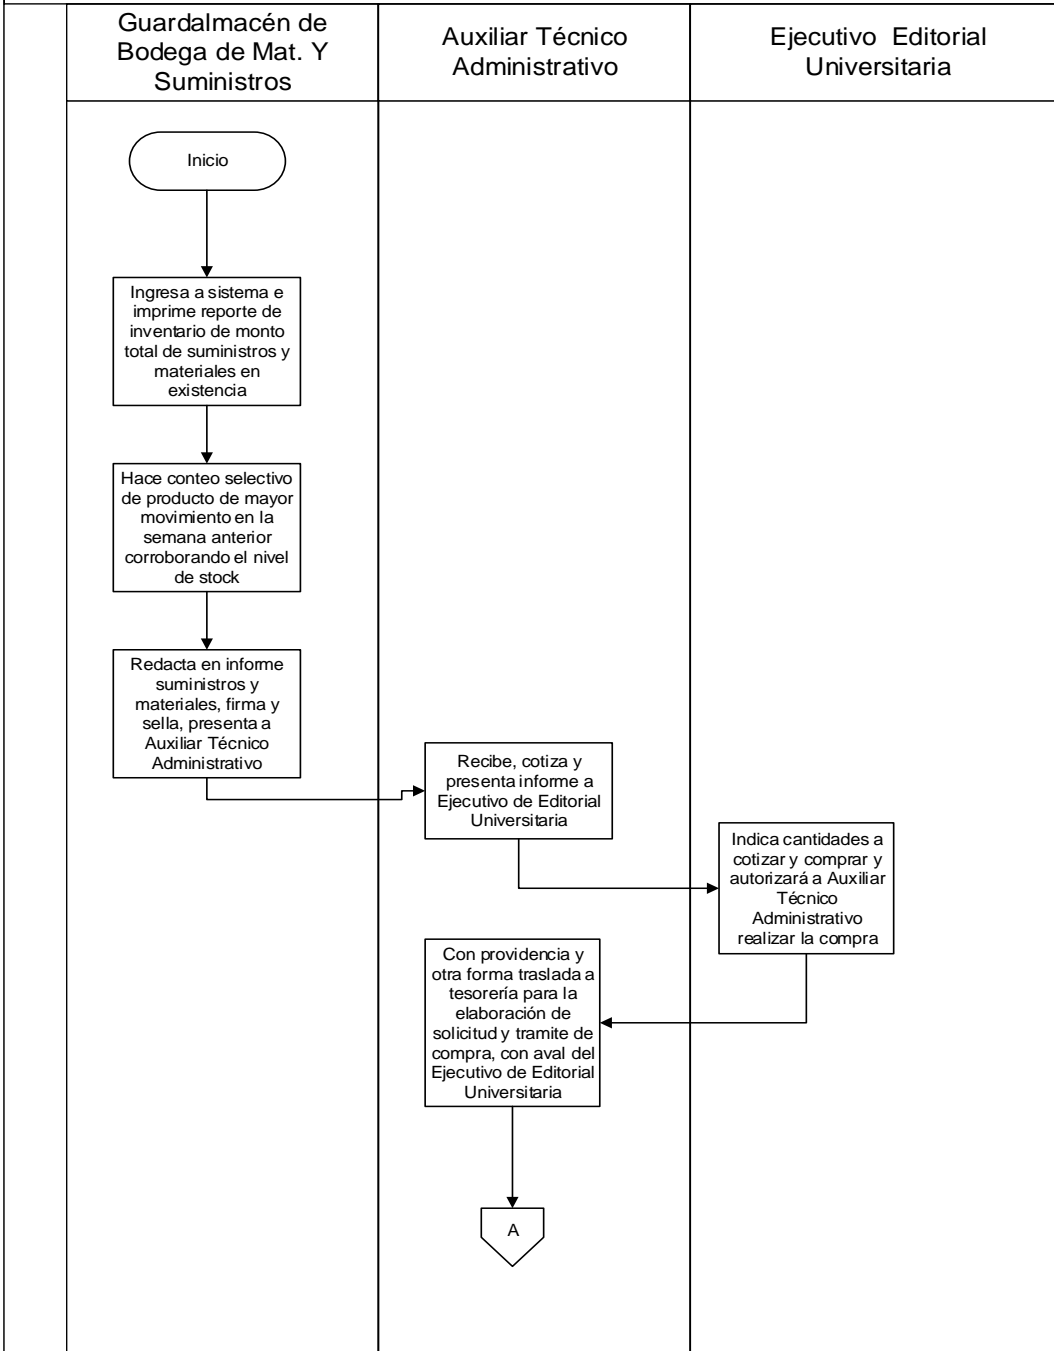 Guardalmacén de
Bodega de Mat. Y
Suministros
Auxiliar Técnico
Administrativo
Ejecutivo Editorial
Universitaria
Inicio
Ingresa a sistema e
imprime reporte de
inventario de monto
total de suministros y
materiales en
existencia
Hace conteo selectivo
de producto de mayor
movimiento en la
semana anterior
corroborando el nivel
de stock
Redacta en informe
suministros y
materiales, firma y
sella, presenta a
Auxiliar Técnico
Administrativo
Recibe, cotiza y
presenta informe a
Ejecutivo de Editorial
Universitaria
Indica cantidades a
cotizar y comprar y
autorizará a Auxiliar
Técnico
Administrativo
realizar la compra
Con providencia y
otra forma traslada a
tesorería para la
elaboración de
solicitud y tramite de
compra, con aval del
Ejecutivo de Editorial
Universitaria
A